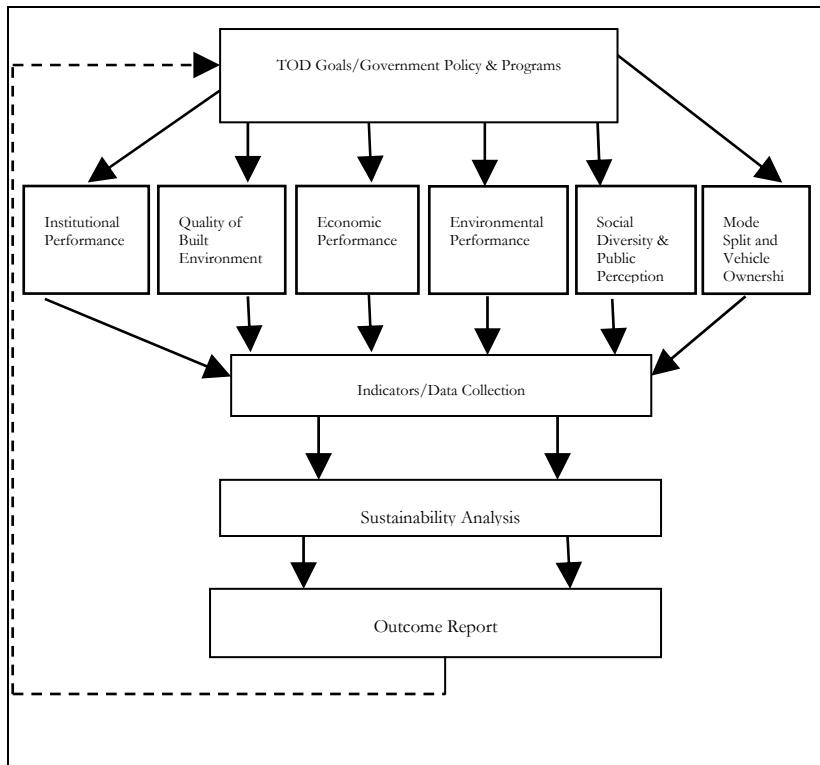 TOD Goals/Government Policy & Programs
Institutional
Performance
Quality of
Built
Environment
Economic
Performance
Environmental
Performance
Social
Diversity &
Public
Perception
Mode
Split and
Vehicle
Ownershi
Indicators/Data Collection
Sustainability Analysis
Outcome Report